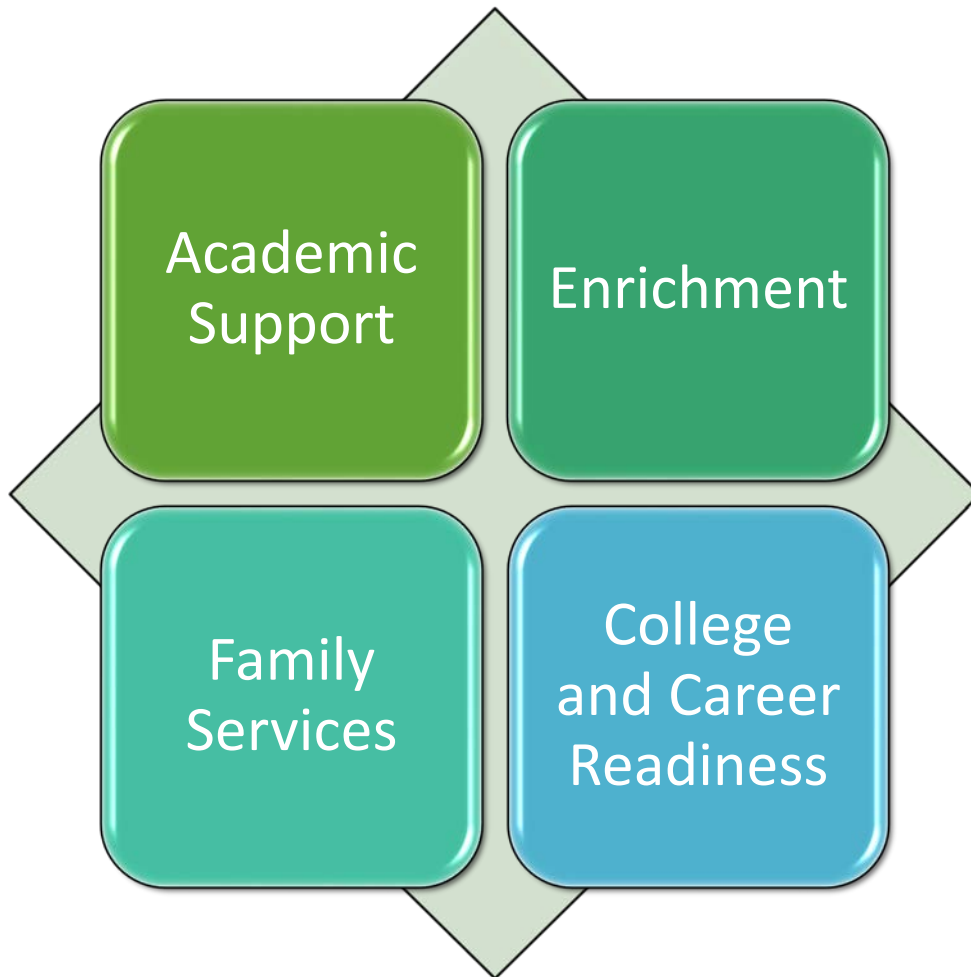 Academic
Support
Enrichment
Family
Services
College
and Career
Readiness